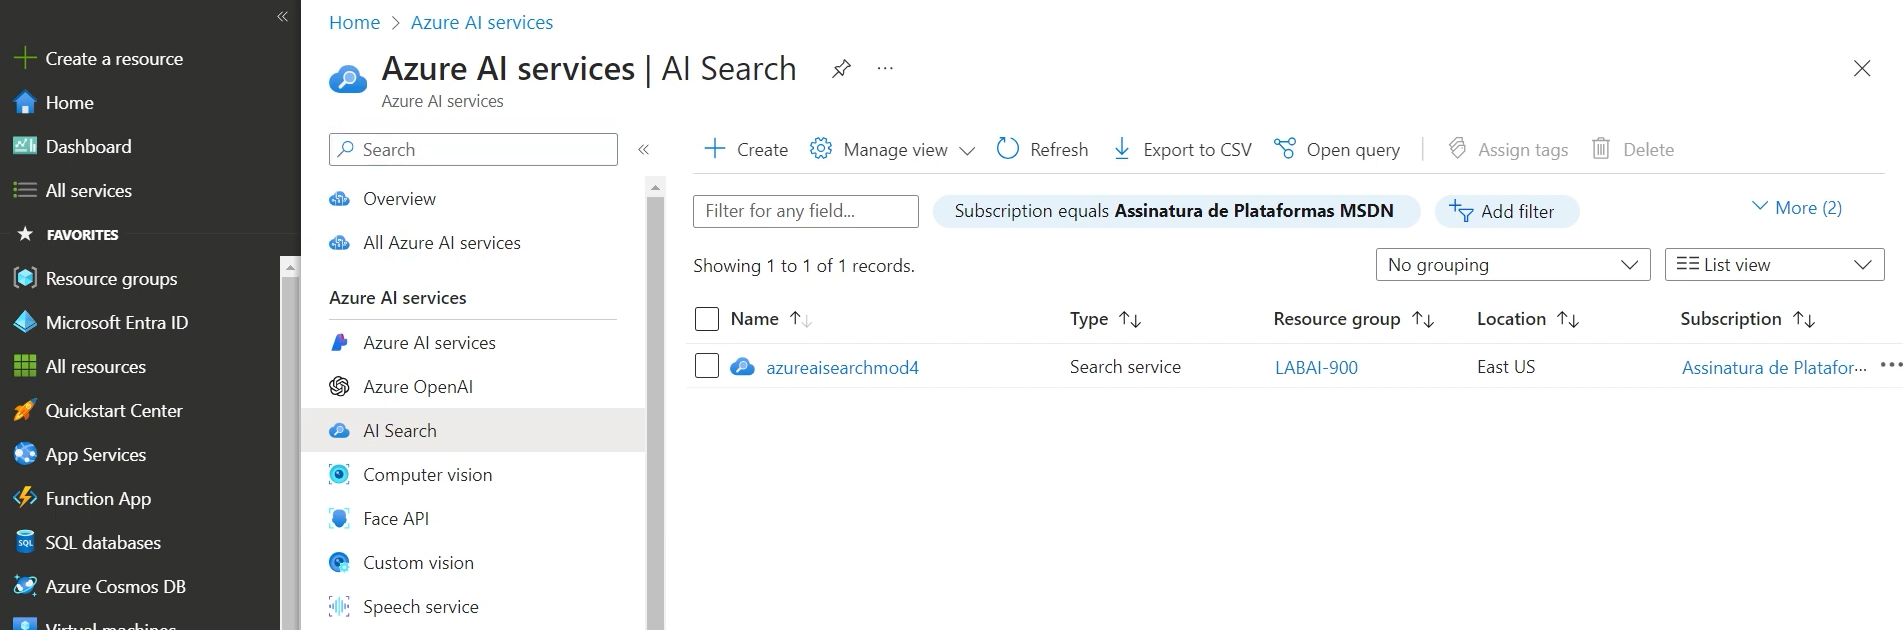 Create a resource
Home
Dashboard
All services
FAVORITES
Resource groups
Microsoft Entra ID
All resources
Quickstart Center
App Services
Function App
SQL databases
Azure Cosmos DB
Virtual machines
Home > Azure AI services
Azure AI services | AI Search
Azure AI services
Search
Overview
All Azure AI services
Azure AI services
Azure AI services
Azure OpenAI
AI Search
Computer vision
Face API
Custom vision
Speech service
Create Manage view Refresh Export to CSV Open query Assign tags Delete
Filter for any field... Subscription equals Assinatura de Plataformas MSDN Add filter More (2)
Showing 1 to 1 of 1 records. No grouping List view
Name Type Resource group Location Subscription
azureaisearchmod4 Search service LABAI-900 East US Assinatura de Platafor...